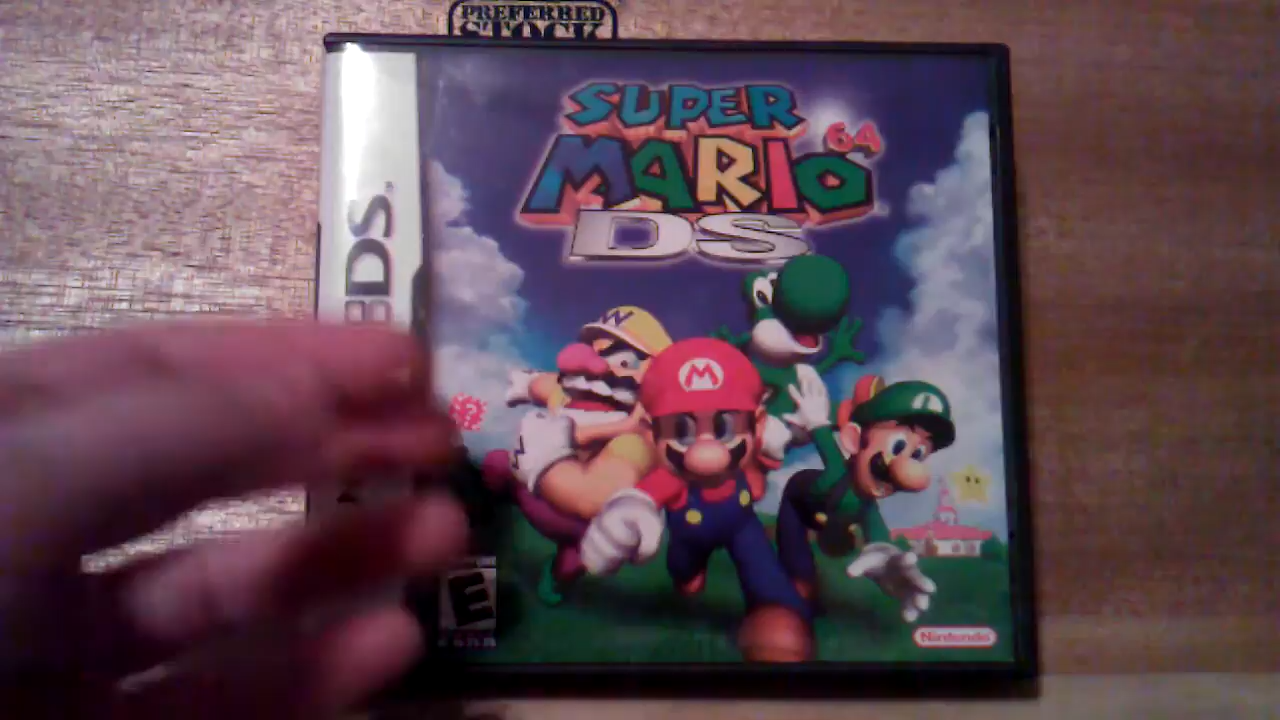 PREFERRED
STOCK
SUPER
MARIO 64
DS
DS
W
M
L
?
E
Nintendo